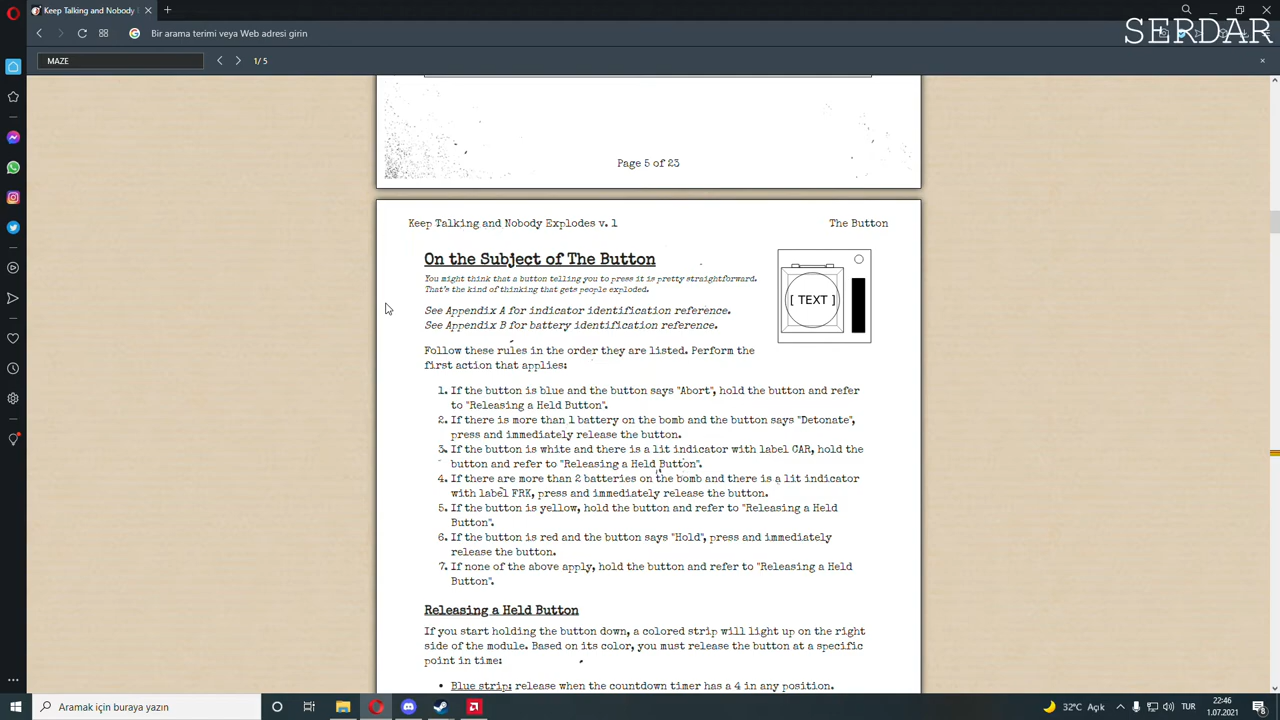 Keep Talking and Nobody
SERDAR
Bir arama terimi veya Web adresi girin
MAZE
1/5
Page 5 of 23
Keep Talking and Nobody Explodes v. 1
The Button
On the Subject of The Button
You might think that a button telling you to press it is pretty straightforward.
That's the kind of thinking that gets people exploded.
[ TEXT ]
See Appendix A for indicator identification reference.
See Appendix B for battery identification reference.
Follow these rules in the order they are listed. Perform the
first action that applies:
1. If the button is blue and the button says "Abort", hold the button and refer
to "Releasing a Held Button".
2. If there is more than 1 battery on the bomb and the button says "Detonate",
press and immediately release the button.
3. If the button is white and there is a lit indicator with label CAR, hold the
button and refer to "Releasing a Held Button".
4. If there are more than 2 batteries on the bomb and there is a lit indicator
with label FRK, press and immediately release the button.
5. If the button is yellow, hold the button and refer to "Releasing a Held
Button".
6. If the button is red and the button says "Hold", press and immediately
release the button.
7. If none of the above apply, hold the button and refer to "Releasing a Held
Button".
Releasing a Held Button
If you start holding the button down, a colored strip will light up on the right
side of the module. Based on its color, you must release the button at a specific
point in time:
• Blue strip: release when the countdown timer has a 4 in any position.
Aramak için buraya yazın
32°C Açık
TUR
22:46
1.07.2021
8